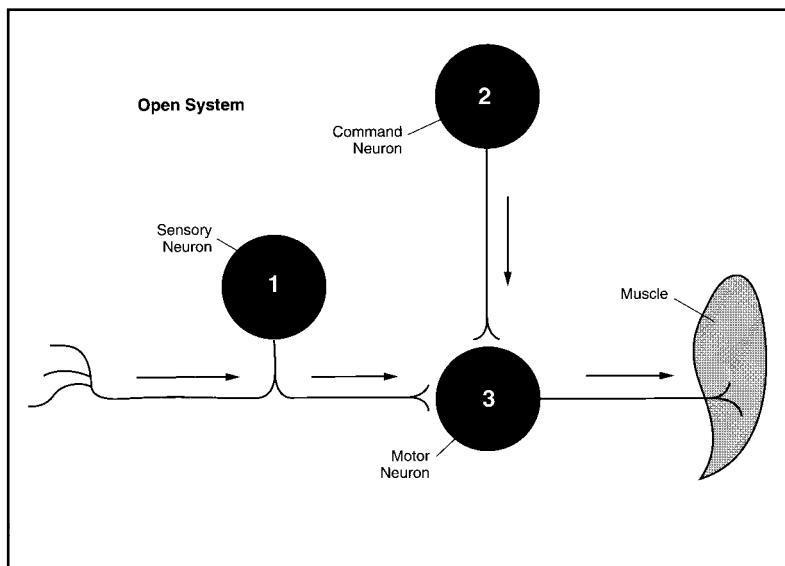 Open System
2
Command
Neuron
Sensory
Neuron
1
Muscle
3
Motor
Neuron